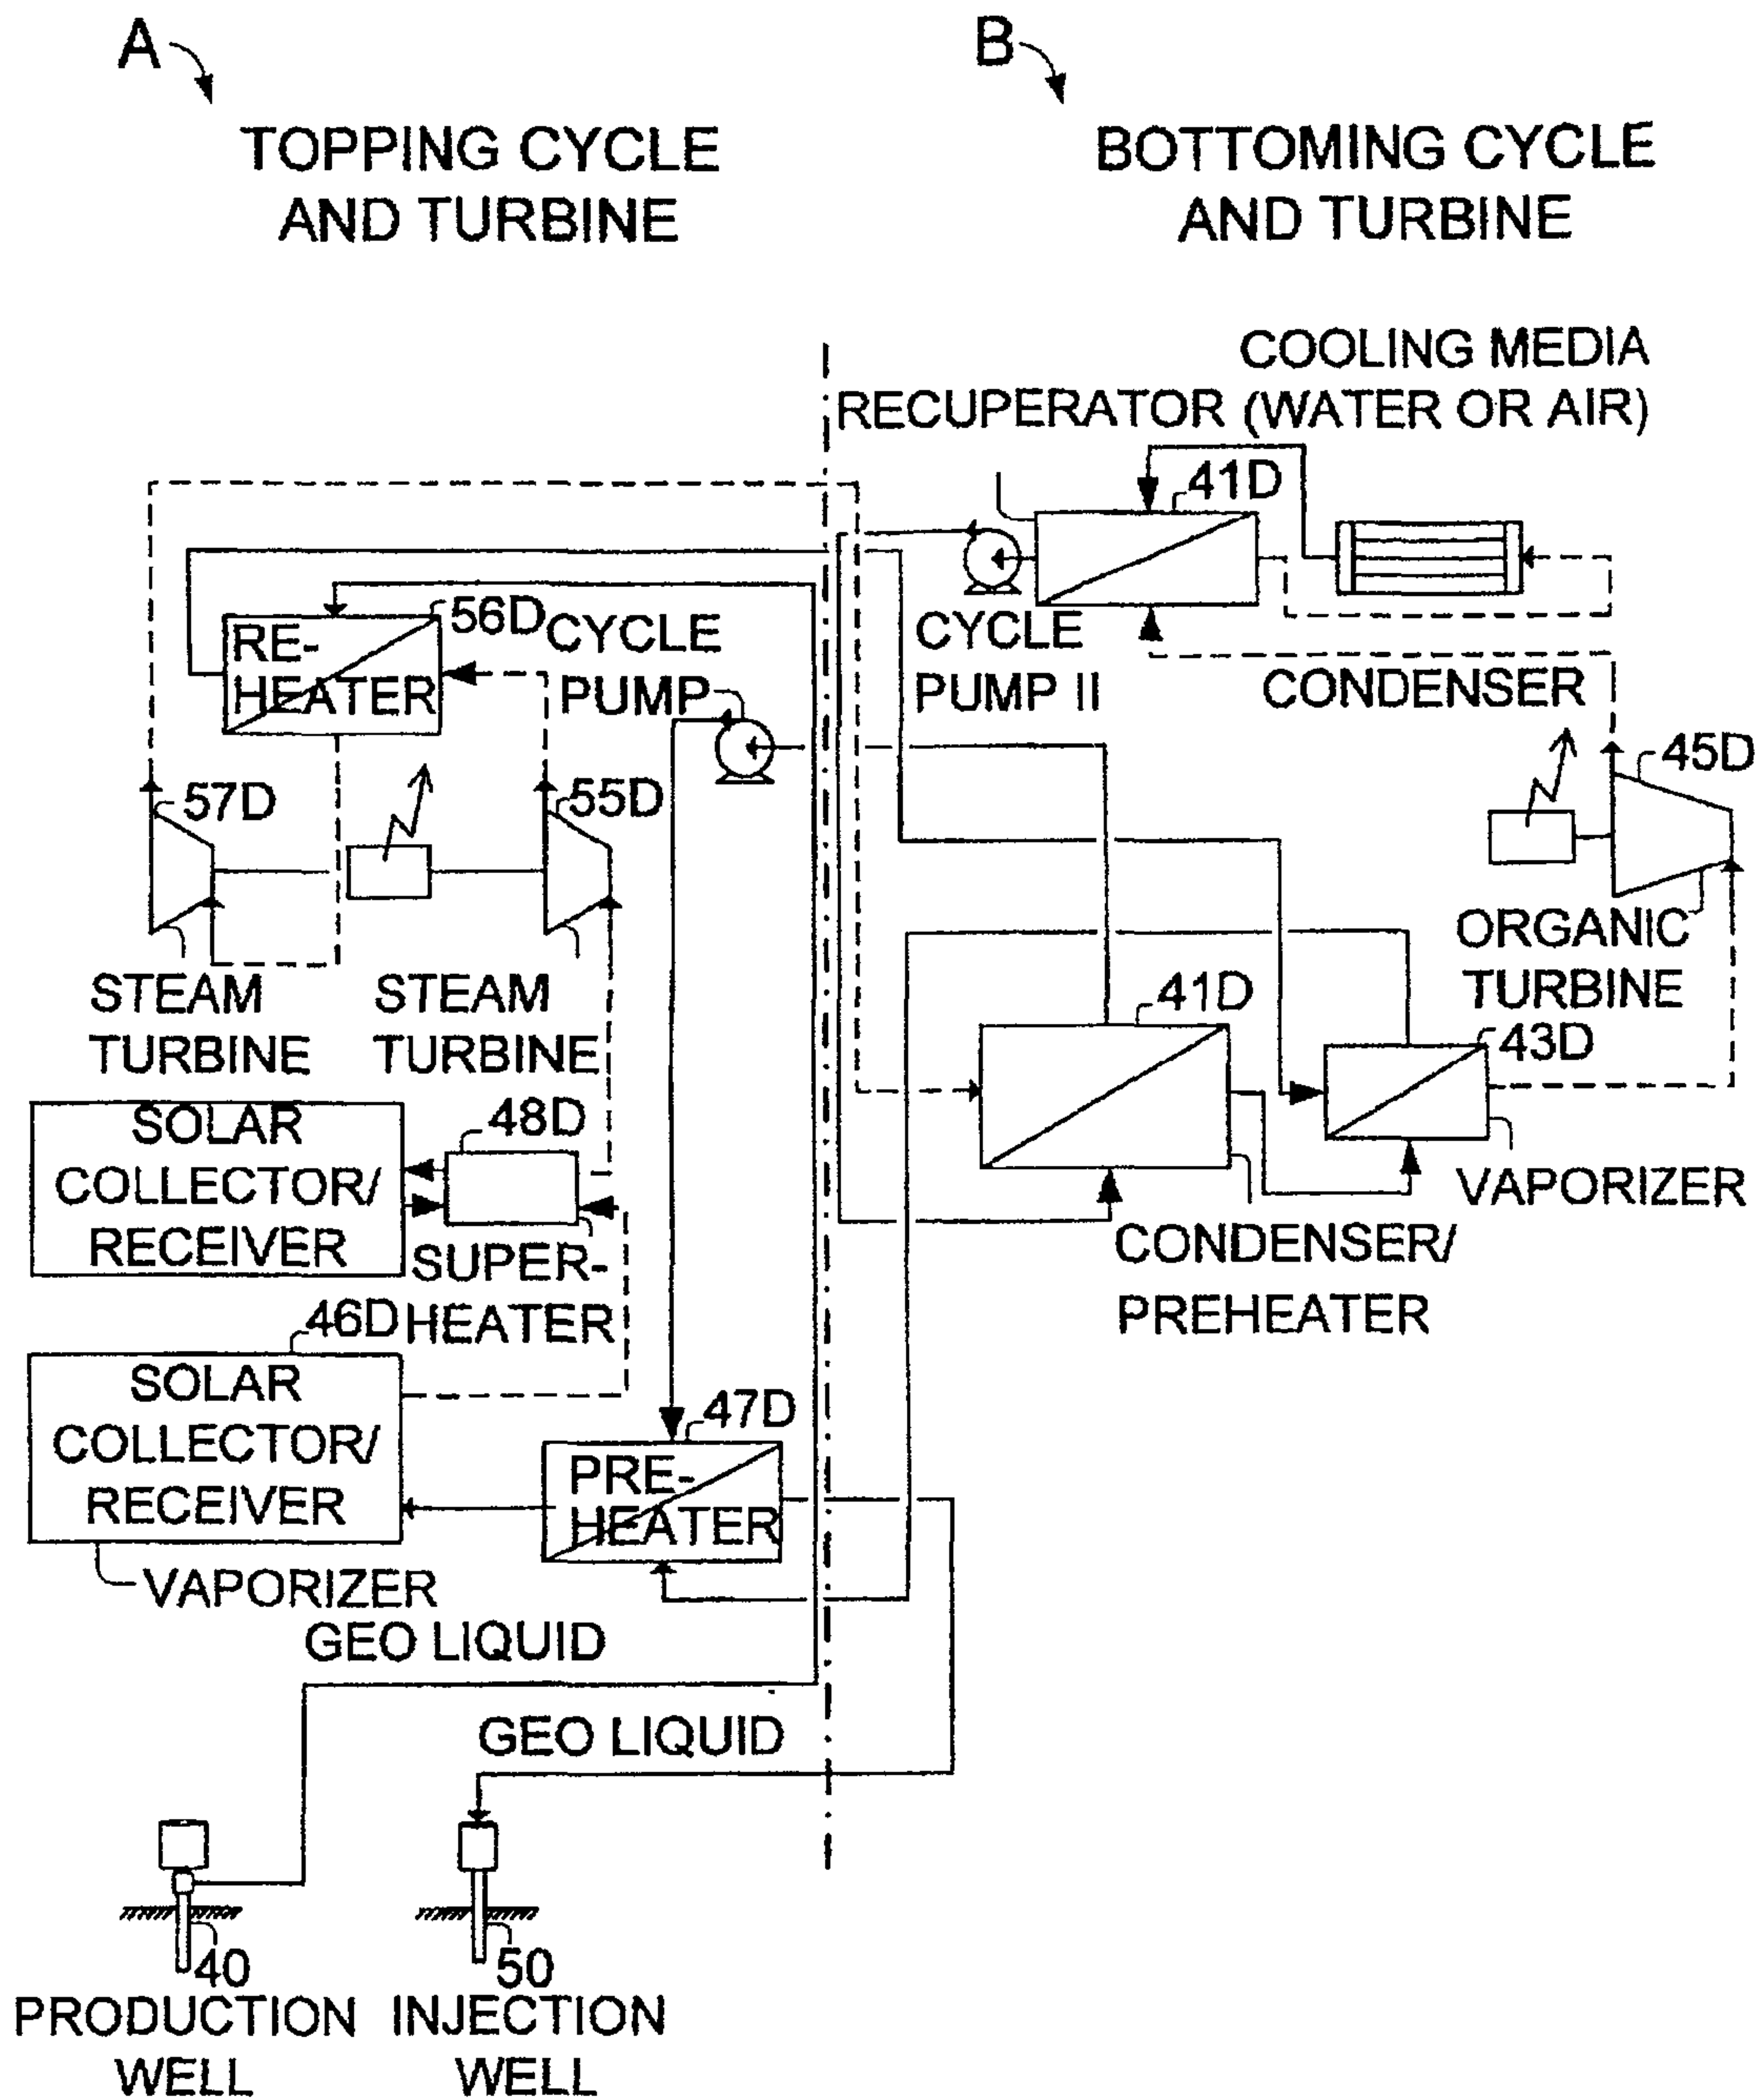 A
B
TOPPING CYCLE
AND TURBINE
BOTTOMING CYCLE
AND TURBINE
COOLING MEDIA
RECUPERATOR (WATER OR AIR)
41D
56D
RE-
HEATER
CYCLE
PUMP
CYCLE
PUMP II
CONDENSER
57D
55D
45D
STEAM
TURBINE
STEAM
TURBINE
ORGANIC
TURBINE
41D
43D
SOLAR
COLLECTOR/
RECEIVER
48D
SUPER-
HEATER
VAPORIZER
CONDENSER/
PREHEATER
46D
SOLAR
COLLECTOR/
RECEIVER
47D
PRE-
HEATER
VAPORIZER
GEO LIQUID
GEO LIQUID
40
PRODUCTION
WELL
50
INJECTION
WELL